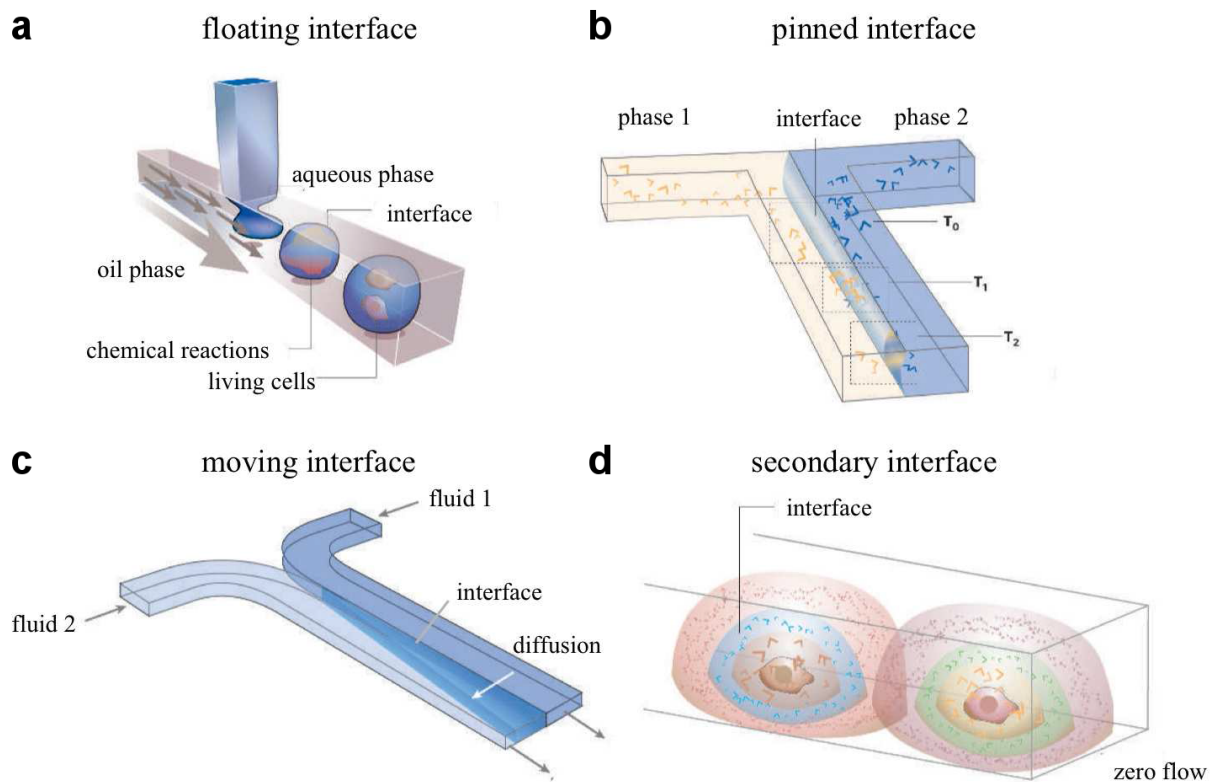 a
floating interface
aqueous phase
interface
oil phase
chemical reactions
living cells
b
pinned interface
phase 1
interface
phase 2
T0
T1
T2
c
moving interface
fluid 1
interface
fluid 2
diffusion
d
secondary interface
interface
zero flow